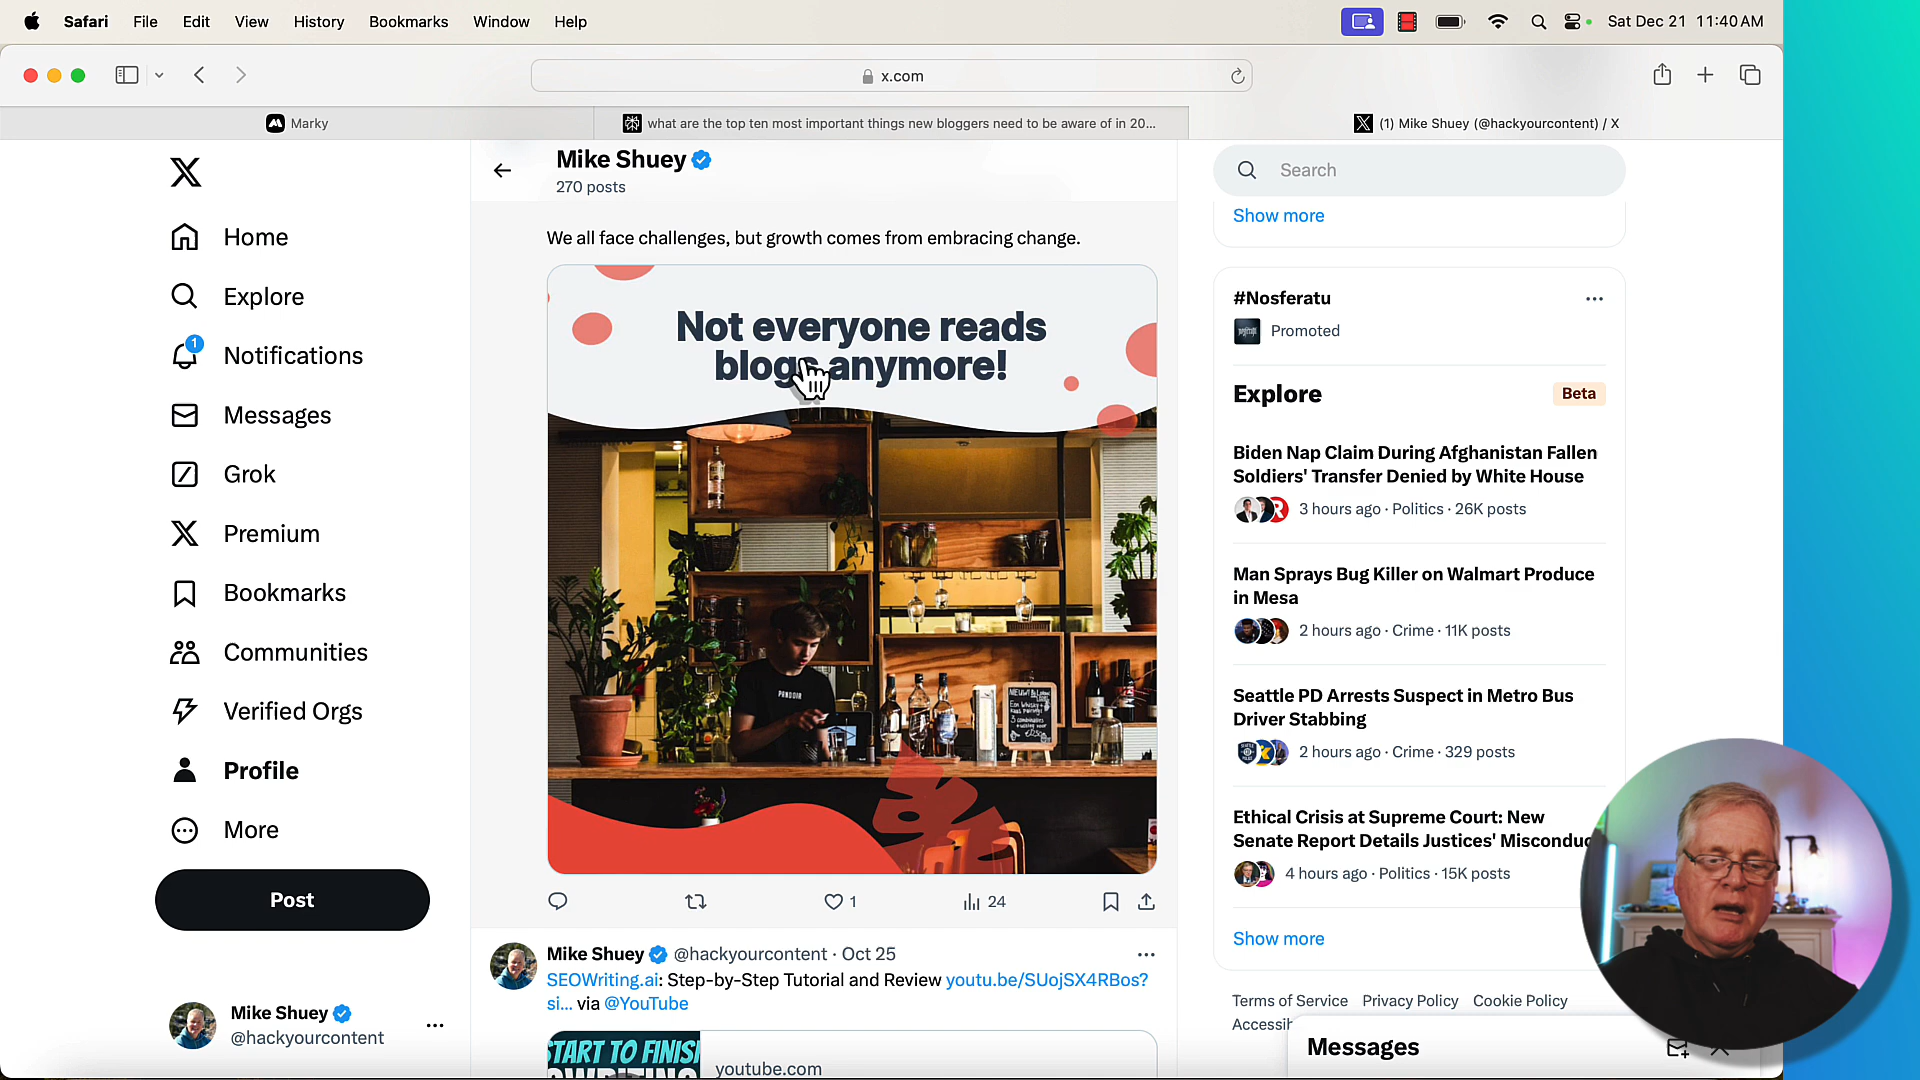 Safari File Edit View History Bookmarks Window Help Sat Dec 21 11:40 AM
x.com
Marky
what are the top ten most important things new bloggers need to be aware of in 20...
(1) Mike Shuey (@hackyourcontent) / X
Home
Explore
1
Notifications
Messages
Grok
Premium
Bookmarks
Communities
Verified Orgs
Profile
More
Post
Mike Shuey
@hackyourcontent
Mike Shuey
270 posts
We all face challenges, but growth comes from embracing change.
Not everyone reads
blogs anymore!
PANDOIR
1 24
Mike Shuey @hackyourcontent · Oct 25
SEOWriting.ai: Step-by-Step Tutorial and Review youtu.be/SUojSX4RBos?
si... via @YouTube
START TO FINISH
youtube.com
Search
Show more
#Nosferatu
Promoted
Explore Beta
Biden Nap Claim During Afghanistan Fallen
Soldiers' Transfer Denied by White House
3 hours ago · Politics · 26K posts
Man Sprays Bug Killer on Walmart Produce
in Mesa
2 hours ago · Crime · 11K posts
Seattle PD Arrests Suspect in Metro Bus
Driver Stabbing
2 hours ago · Crime · 329 posts
Ethical Crisis at Supreme Court: New
Senate Report Details Justices' Misconduc
4 hours ago · Politics · 15K posts
Show more
Terms of Service Privacy Policy Cookie Policy
Accessib
Messages